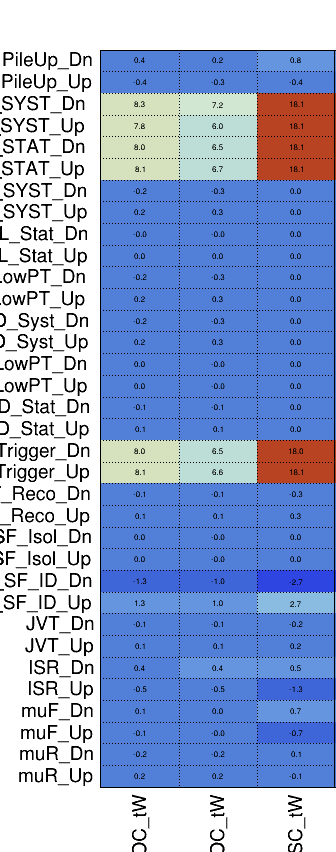 PileUp_Dn 0.4 0.2 0.8
PileUp_Up -0.4 -0.3 -0.4
_SYST_Dn 8.3 7.2 18.1
_SYST_Up 7.8 6.0 18.1
_STAT_Dn 8.0 6.5 18.1
_STAT_Up 8.1 6.7 18.1
_SYST_Dn -0.2 -0.3 0.0
_SYST_Up 0.2 0.3 0.0
L_Stat_Dn -0.0 -0.0 0.0
L_Stat_Up 0.0 0.0 0.0
LowPT_Dn -0.2 -0.3 0.0
LowPT_Up 0.2 0.3 0.0
D_Syst_Dn -0.2 -0.3 0.0
D_Syst_Up 0.2 0.3 0.0
LowPT_Dn 0.0 -0.0 0.0
LowPT_Up 0.0 -0.0 0.0
D_Stat_Dn -0.1 -0.1 0.0
D_Stat_Up 0.1 0.1 0.0
Trigger_Dn 8.0 6.5 18.0
Trigger_Up 8.1 6.6 18.1
_Reco_Dn -0.1 -0.1 -0.3
_Reco_Up 0.1 0.1 0.3
SF_Isol_Dn 0.0 -0.0 0.0
SF_Isol_Up 0.0 -0.0 0.0
_SF_ID_Dn -1.3 -1.0 -2.7
_SF_ID_Up 1.3 1.0 2.7
JVT_Dn -0.1 -0.1 -0.2
JVT_Up 0.1 0.1 0.2
ISR_Dn 0.4 0.4 0.5
ISR_Up -0.5 -0.5 -1.3
muF_Dn 0.1 0.0 0.7
muF_Up -0.1 -0.0 -0.7
muR_Dn -0.2 -0.2 0.1
muR_Up 0.2 0.2 -0.1
OC_tW OC_tW SC_tW